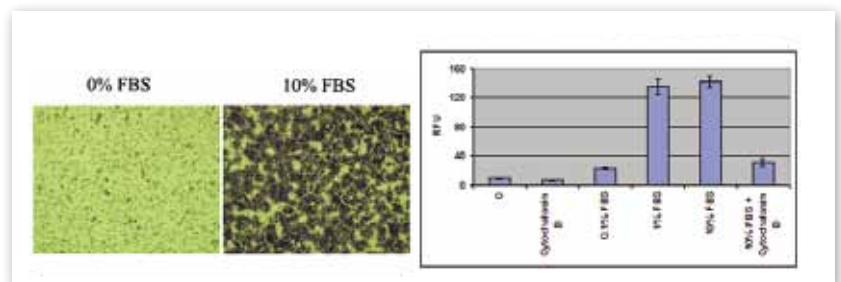 0% FBS
10% FBS
160
120
80
40
0
RFU
0
Cytochalasin
D
0.1% FBS
1% FBS
10% FBS
10% FBS +
Cytochalasin
D